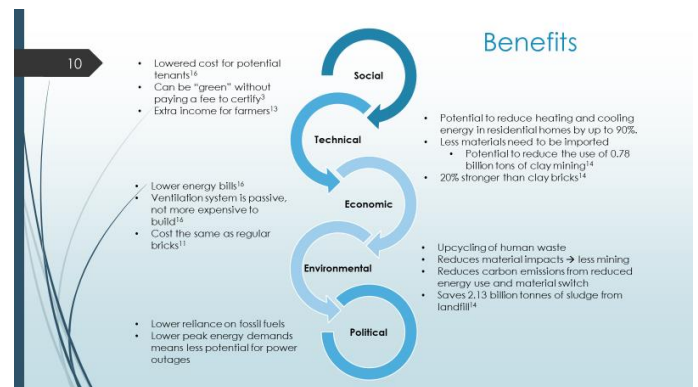 Benefits
10
• Lowered cost for potential
tenants¹⁶
• Can be "green" without
paying a fee to certify³
• Extra income for farmers¹³
Social
Technical
• Potential to reduce heating and cooling
energy in residential homes by up to 90%.
• Less materials need to be imported
• Potential to reduce the use of 0.78
billion tons of clay mining¹⁴
• 20% stronger than clay bricks¹⁴
• Lower energy bills¹⁶
• Ventilation system is passive,
not more expensive to
build¹⁶
• Cost the same as regular
bricks¹¹
Economic
Environmental
• Upcycling of human waste
• Reduces material impacts → less mining
• Reduces carbon emissions from reduced
energy use and material switch
• Saves 2.13 billion tonnes of sludge from
landfill¹⁴
• Lower reliance on fossil fuels
• Lower peak energy demands
means less potential for power
outages
Political